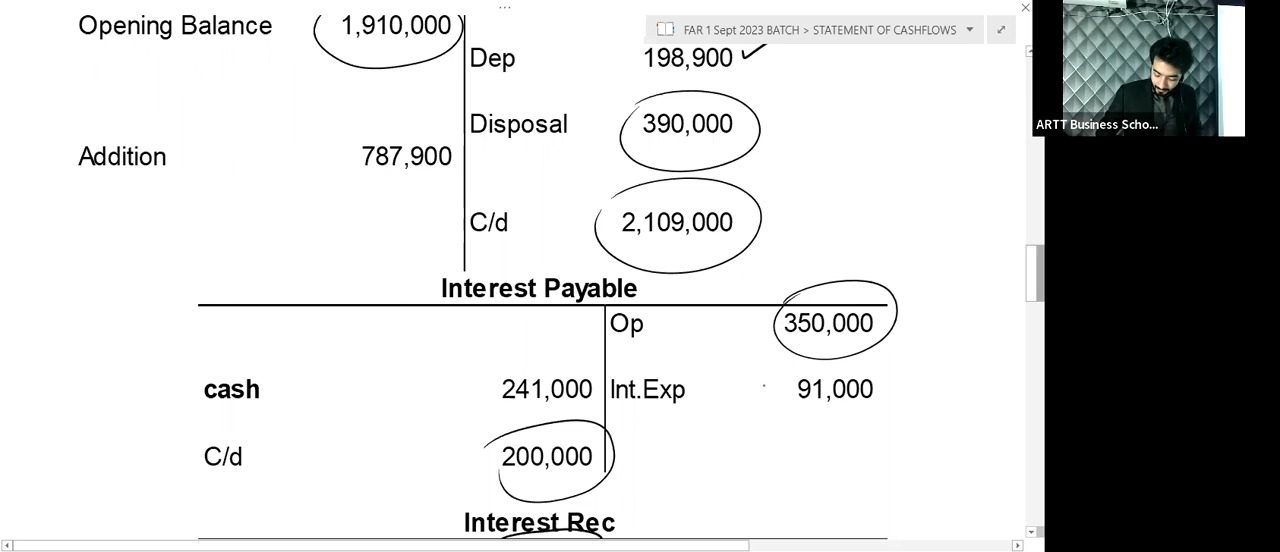 Opening Balance 1,910,000
FAR 1 Sept 2023 BATCH > STATEMENT OF CASHFLOWS
Dep 198,900
Disposal 390,000
Addition 787,900
C/d 2,109,000
Interest Payable
Op 350,000
cash 241,000 Int.Exp 91,000
C/d 200,000
Interest Rec
ARTT Business Scho...